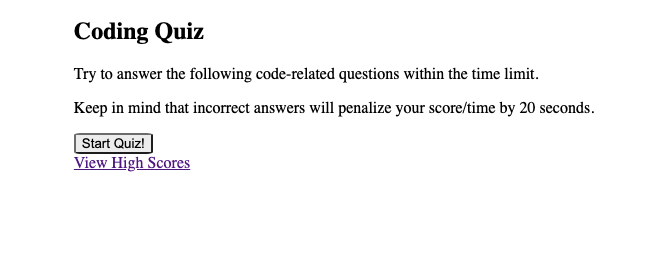 Coding Quiz
Try to answer the following code-related questions within the time limit.
Keep in mind that incorrect answers will penalize your score/time by 20 seconds.
Start Quiz!
View High Scores